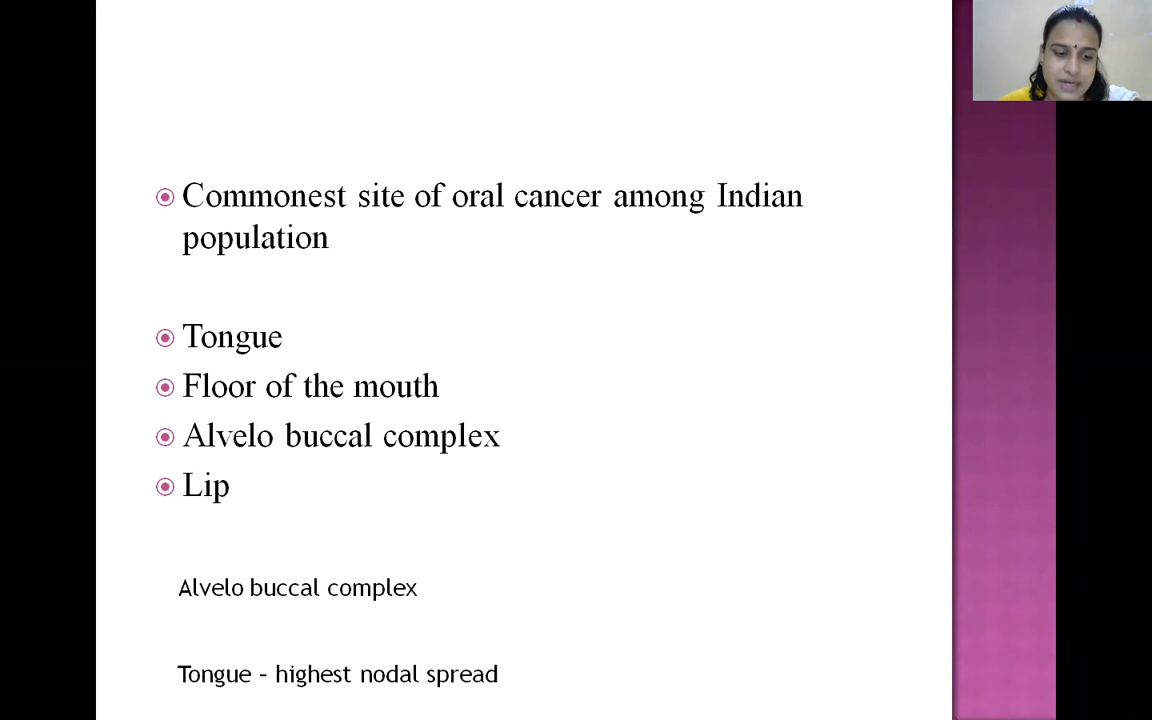 Commonest site of oral cancer among Indian
population
Tongue
Floor of the mouth
Alvelo buccal complex
Lip
Alvelo buccal complex
Tongue - highest nodal spread